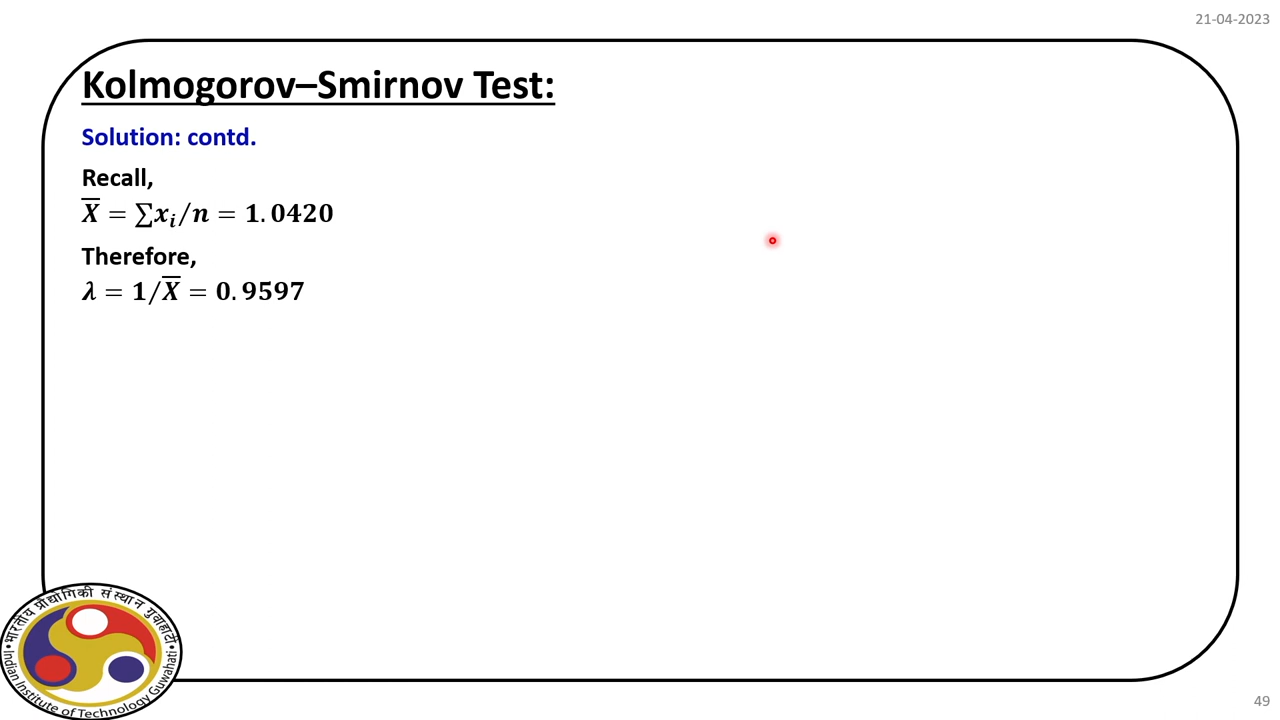 21-04-2023
Kolmogorov–Smirnov Test:
Solution: contd.
Recall,
X̅ = ∑xᵢ/n = 1.0420
Therefore,
λ = 1/X̅ = 0.9597
भारतीय प्रौद्योगिकी संस्थान गुवाहाटी
Indian Institute of Technology Guwahati
49